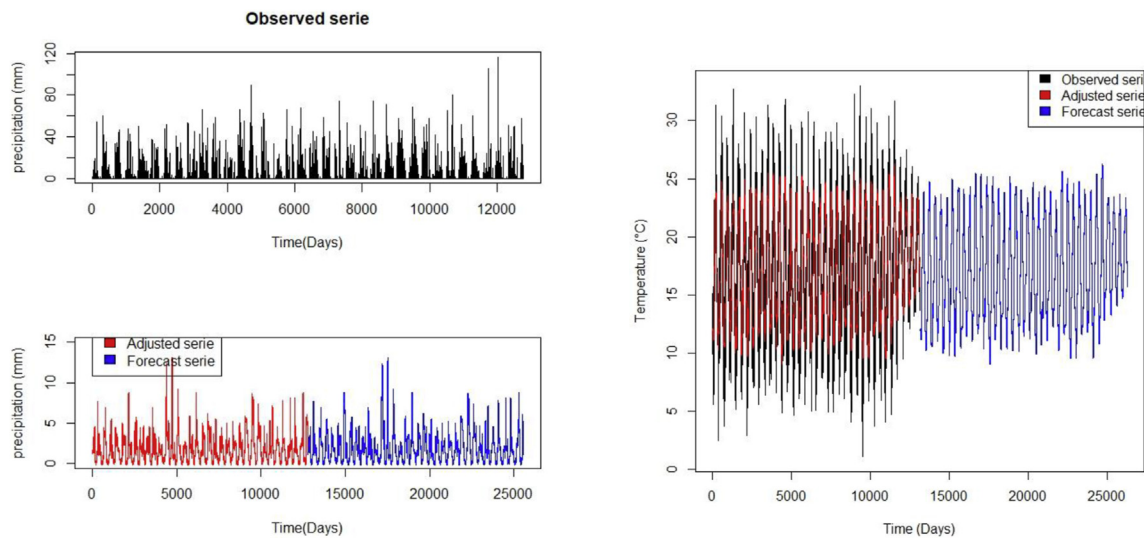 Observed serie
precipitation (mm)
0 40 80 120
0 2000 4000 6000 8000 10000 12000
Time(Days)
Adjusted serie
Forecast serie
precipitation (mm)
0 5 10 15
0 5000 10000 15000 20000 25000
Time(Days)
Observed serie
Adjusted serie
Forecast serie
Temperature (°C)
0 5 10 15 20 25 30
0 5000 10000 15000 20000 25000
Time (Days)